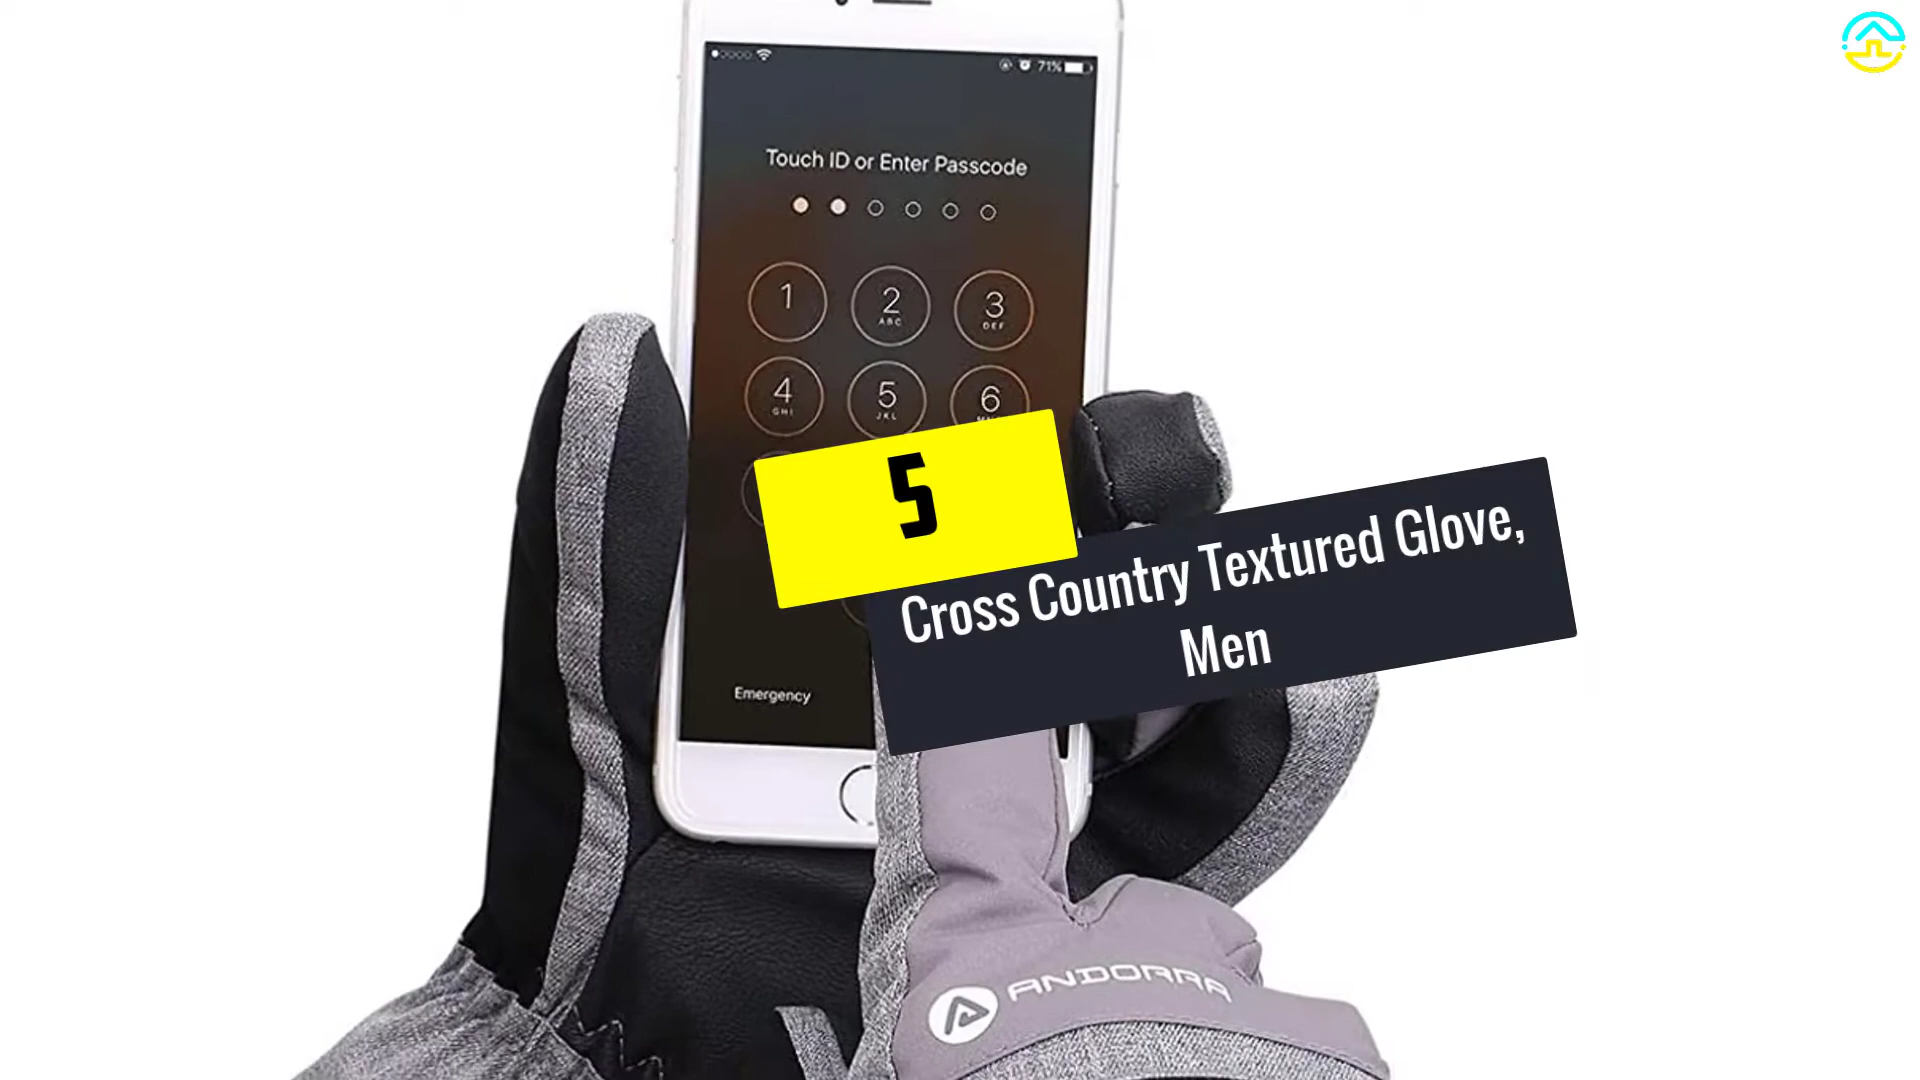 71%
Touch ID or Enter Passcode
1
2
ABC
3
DEF
4
GHI
5
JKL
6
5
Cross Country Textured Glove,
Men
Emergency
ANDORRA